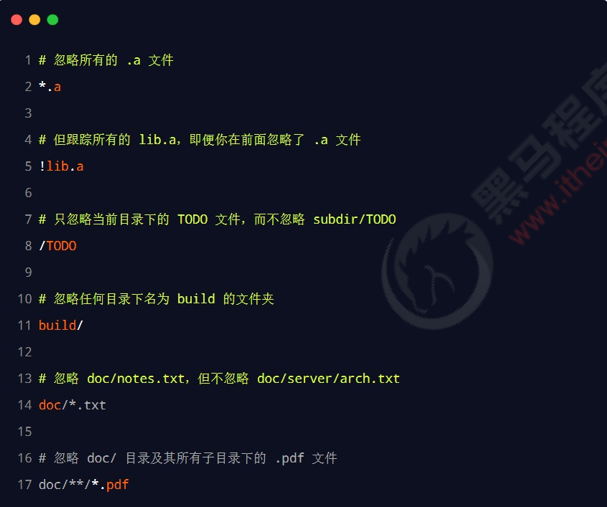 1 # 忽略所有的 .a 文件
2 *.a
3
4 # 但跟踪所有的 lib.a，即便你在前面忽略了 .a 文件
5 !lib.a
6
7 # 只忽略当前目录下的 TODO 文件，而不忽略 subdir/TODO
8 /TODO
9
10 # 忽略任何目录下名为 build 的文件夹
11 build/
12
13 # 忽略 doc/notes.txt，但不忽略 doc/server/arch.txt
14 doc/*.txt
15
16 # 忽略 doc/ 目录及其所有子目录下的 .pdf 文件
17 doc/**/*.pdf
黑马程序
www.ithei